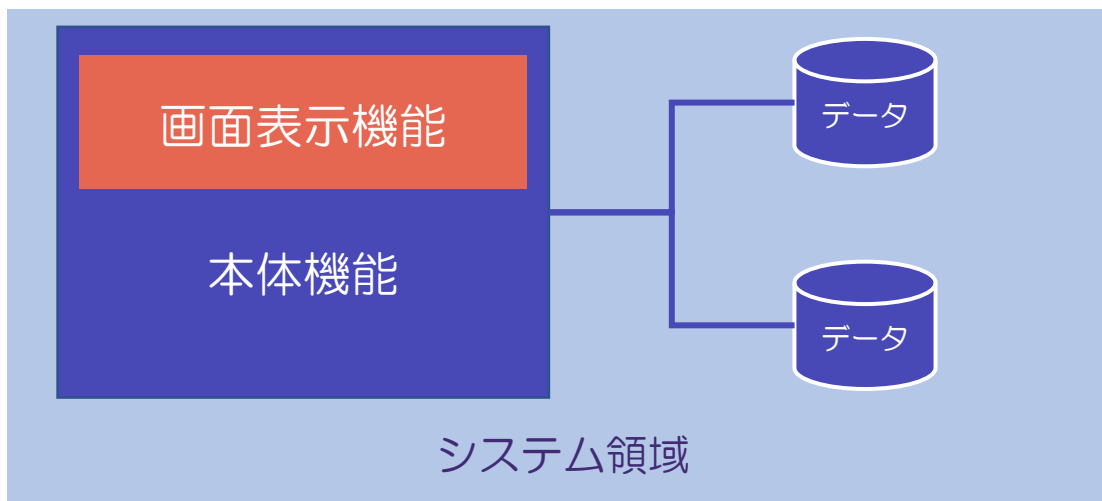 画面表示機能
本体機能
データ
データ
システム領域